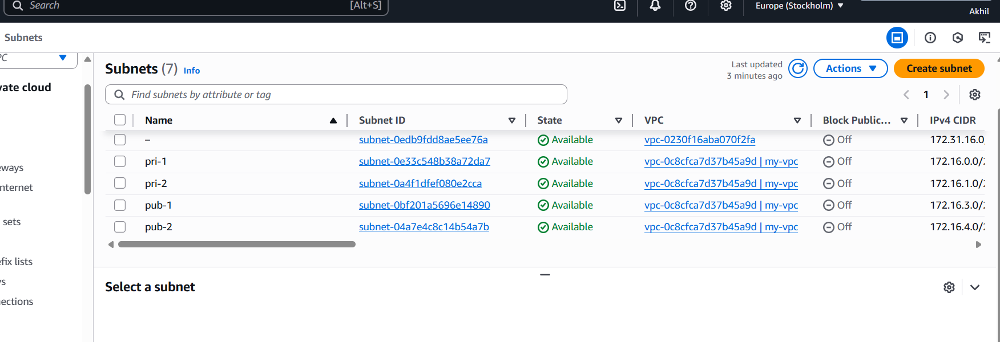 Search [Alt+S] Europe (Stockholm)
Akhil
Subnets
PC
vate cloud
eways
nternet
sets
efix lists
s
nections
Subnets (7) Info
Last updated
3 minutes ago
Actions
Create subnet
Find subnets by attribute or tag
1
Name Subnet ID State VPC Block Public... IPv4 CIDR
– subnet-0edb9fdd8ae5ee76a Available vpc-0230f16aba070f2fa Off 172.31.16.0
pri-1 subnet-0e33c548b38a72da7 Available vpc-0c8cfca7d37b45a9d | my-vpc Off 172.16.0.0/2
pri-2 subnet-0a4f1dfef080e2cca Available vpc-0c8cfca7d37b45a9d | my-vpc Off 172.16.1.0/2
pub-1 subnet-0bf201a5696e14890 Available vpc-0c8cfca7d37b45a9d | my-vpc Off 172.16.3.0/2
pub-2 subnet-04a7e4c8c14b54a7b Available vpc-0c8cfca7d37b45a9d | my-vpc Off 172.16.4.0/2
Select a subnet